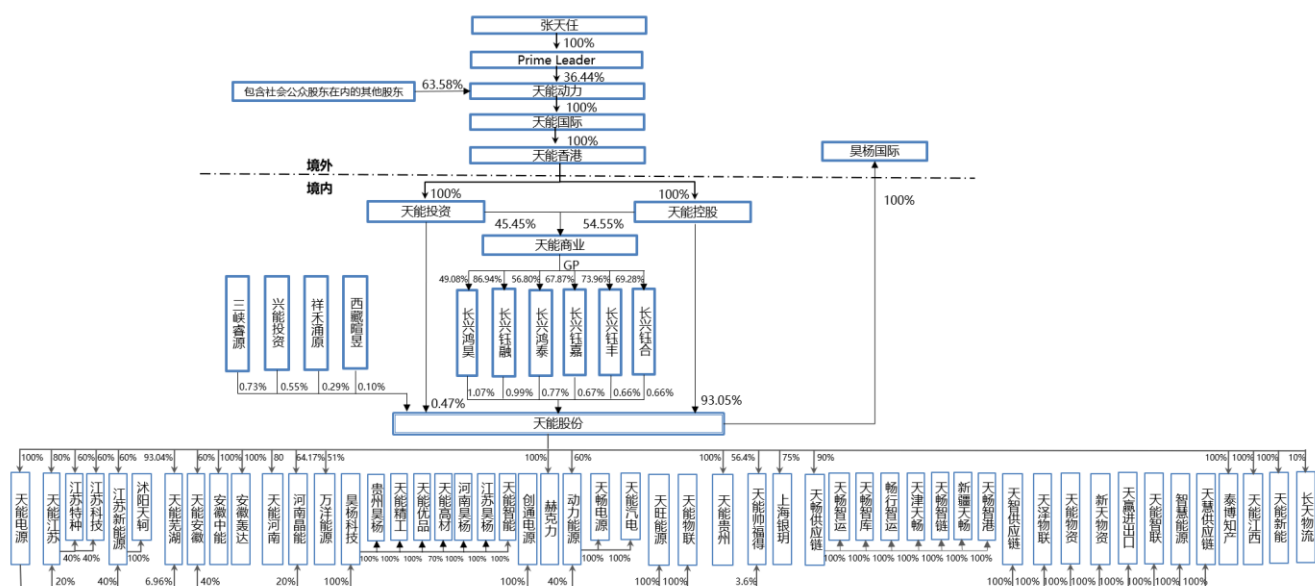 张天任
100%
Prime Leader
36.44%
包含社会公众股东在内的其他股东
63.58%
天能动力
100%
天能国际
100%
天能香港
昊杨国际
境外
境内
100%
100%
100%
天能投资
天能控股
45.45%
54.55%
天能商业
GP
49.08%
86.94%
56.80%
67.87%
73.96%
69.28%
三峡睿源
兴能投资
祥禾涌原
西藏暄昱
长兴鸿昊
长兴钰融
长兴鸿泰
长兴钰嘉
长兴钰丰
长兴钰合
0.73%
0.55%
0.29%
0.10%
1.07%
0.99%
0.77%
0.67%
0.66%
0.66%
0.47%
93.05%
天能股份
100%
80%
60%
60%
60%
93.04%
60%
100%
100%
80
64.17%
51%
100%
60%
100%
56.4%
75%
90%
100%
100%
10%
天能电源
天能江苏
江苏特种
江苏科技
江苏新能源
沭阳天轲
天能芜湖
天能安徽
安徽中能
安徽轰达
天能河南
河南晶能
万洋能源
昊杨科技
贵州昊杨
天能精工
天能优品
天能高材
河南昊杨
江苏昊杨
天能智能
创通电源
赫克力
动力能源
天畅电源
天能汽电
天旺能源
天能物联
天能贵州
天能帅福得
上海银玥
天畅供应链
天畅智运
天畅智库
畅行智运
天津天畅
天畅智链
新疆天畅
天畅智港
天智供应链
天泽物联
天能物资
新天物资
天赢进出口
天能智联
智慧能源
天慧供应链
泰博知产
天能江西
天能新能
长天物流
40%
40%
100%
100%
100%
100%
70%
100%
100%
100%
100%
100%
100%
100%
100%
100%
100%
100%
100%
20%
40%
6.96%
40%
20%
100%
100%
40%
100%
100%
3.6%
100%
100%
100%
100%
100%
100%
100%
100%